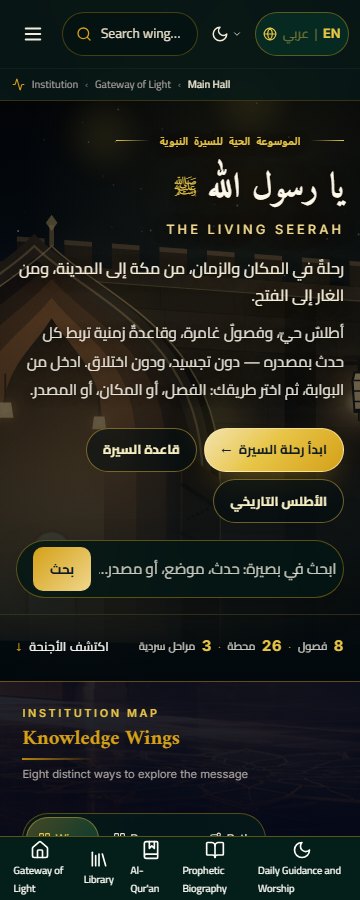 Search wing...
عربي | EN
Institution ‹ Gateway of Light ‹ Main Hall
الموسوعة الحية للسيرة النبوية
يا رسول الله ﷺ
THE LIVING SEERAH
رحلةٌ في المكان والزمان، من مكة إلى المدينة، ومن
الغار إلى الفتح.
أطلسٌ حيّ، وفصولٌ غامرة، وقاعدةٌ زمنية تربط كل
حدث بمصدره — دون تجسيد، ودون اختلاق. ادخل من
البوابة، ثم اختر طريقك: الفصل، أو المكان، أو المصدر.
ابدأ رحلة السيرة ←
قاعدة السيرة
الأطلس التاريخي
ابحث في بصيرة: حدث، موضع، أو مصدر...
بحث
8 فصول · 26 محطة · 3 مراحل سردية
اكتشف الأجنحة ↓
INSTITUTION MAP
Knowledge Wings
Eight distinct ways to explore the message
Gateway of
Light
Library
Al-
Qur'an
Prophetic
Biography
Daily Guidance and
Worship